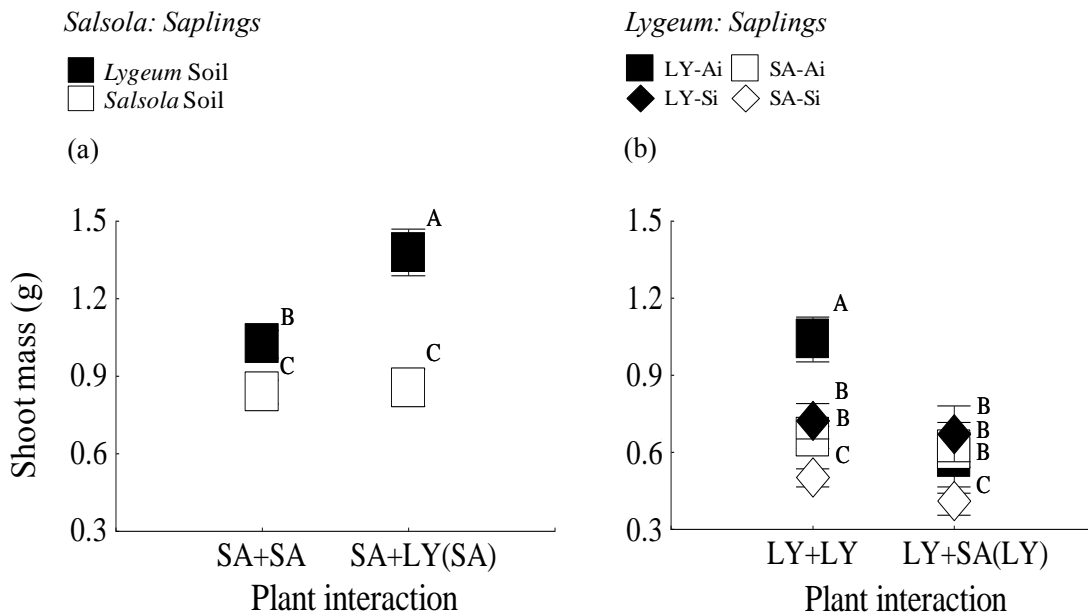 Salsola: Saplings
Lygeum Soil
Salsola Soil
(a)
Shoot mass (g)
1.5
1.2
0.9
0.6
0.3
A
B
C
C
SA+SA
SA+LY(SA)
Plant interaction
Lygeum: Saplings
LY-Ai SA-Ai
LY-Si SA-Si
(b)
1.5
1.2
0.9
0.6
0.3
A
B
B
C
B
B
B
C
LY+LY
LY+SA(LY)
Plant interaction